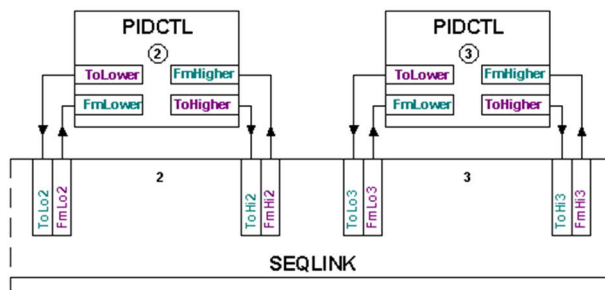 PIDCTL
2
ToLower FmHigher
FmLower ToHigher
PIDCTL
3
ToLower FmHigher
FmLower ToHigher
ToLo2
FmLo2
2
ToHi2
FmHi2
ToLo3
FmLo3
3
ToHi3
FmHi3
SEQLINK